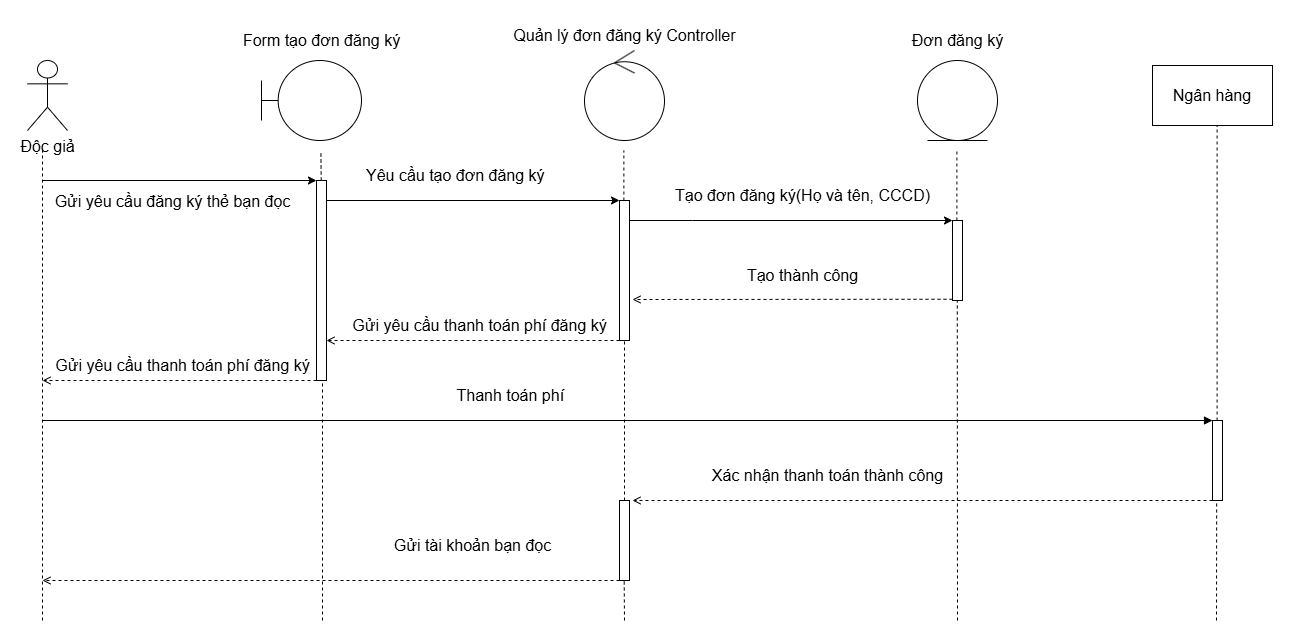 Form tạo đơn đăng ký
Quản lý đơn đăng ký Controller
Đơn đăng ký
Ngân hàng
Độc giả
Yêu cầu tạo đơn đăng ký
Gửi yêu cầu đăng ký thẻ bạn đọc
Tạo đơn đăng ký(Họ và tên, CCCD)
Tạo thành công
Gửi yêu cầu thanh toán phí đăng ký
Gửi yêu cầu thanh toán phí đăng ký
Thanh toán phí
Xác nhận thanh toán thành công
Gửi tài khoản bạn đọc